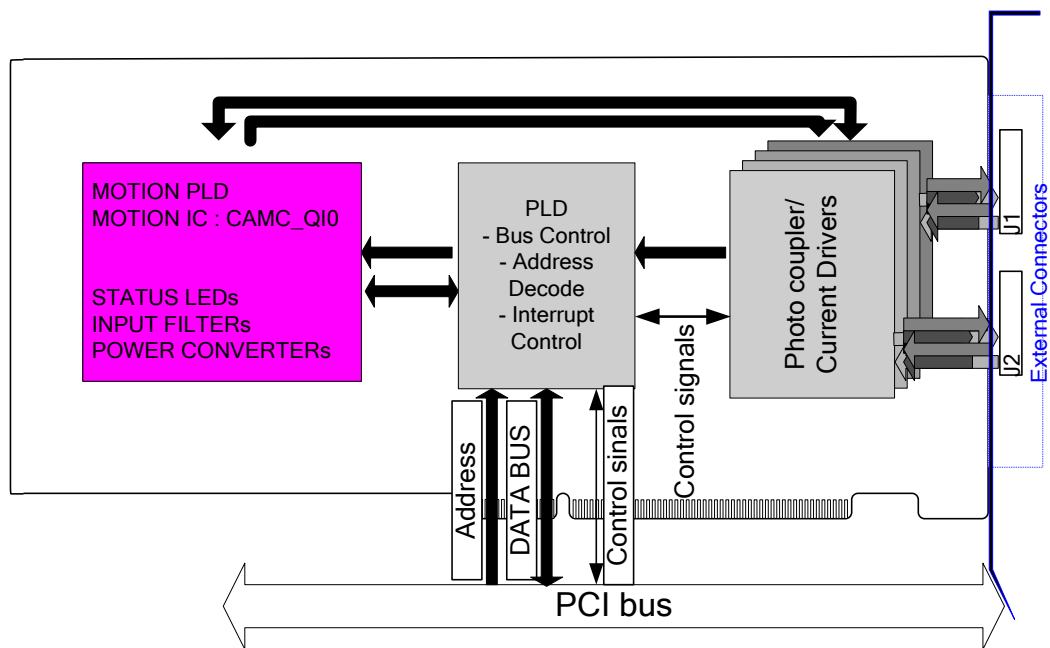 MOTION PLD
MOTION IC : CAMC_QI0
STATUS LEDs
INPUT FILTERs
POWER CONVERTERs
PLD
- Bus Control
- Address
Decode
- Interrupt
Control
Photo coupler/
Current Drivers
Control signals
J1
J2
External Connectors
Address
DATA BUS
Control sinals
PCI bus